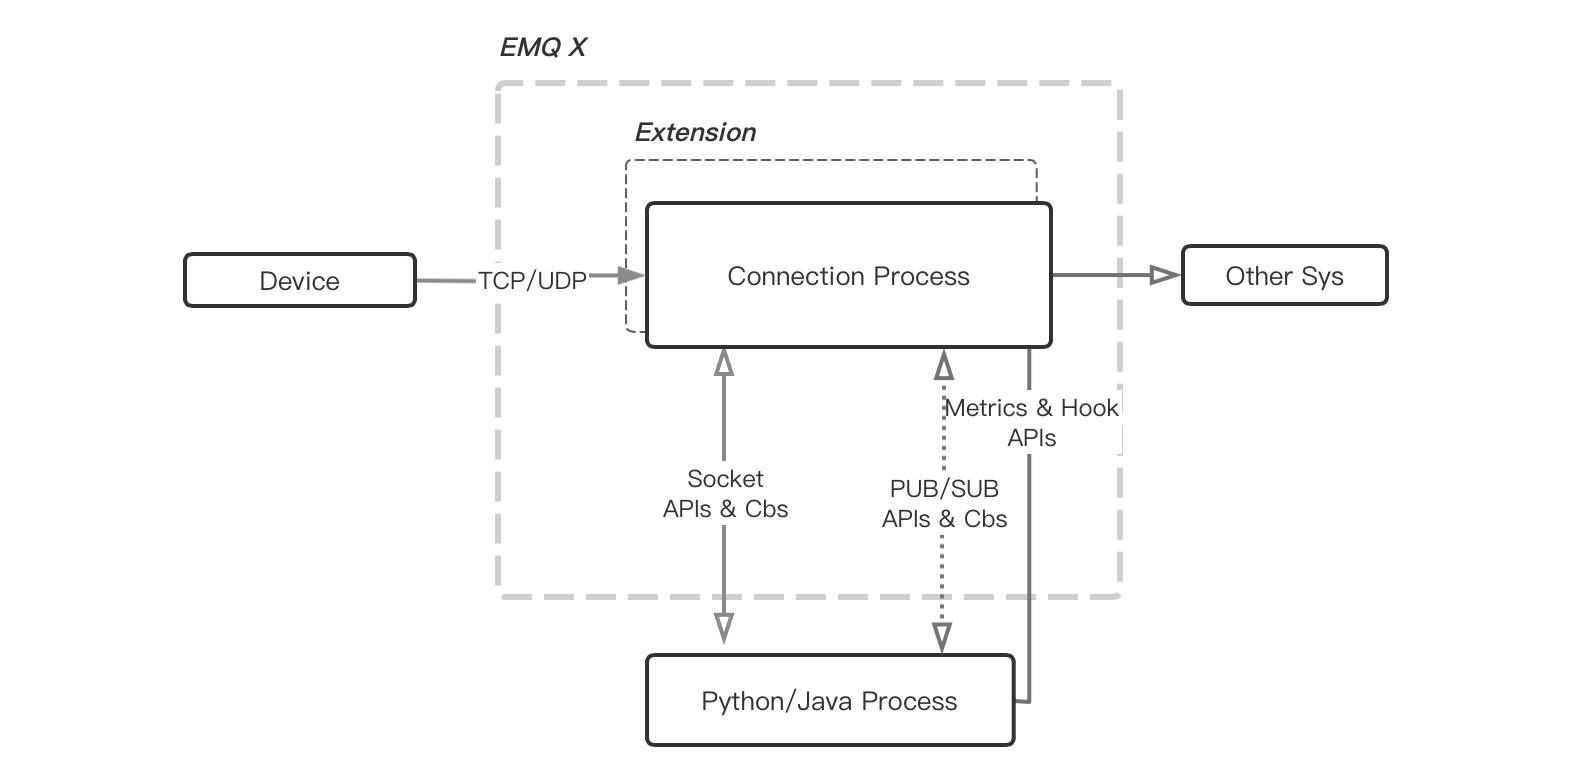 EMQ X
Extension
Device
TCP/UDP
Connection Process
Other Sys
Metrics & Hook
APIs
Socket
APIs & Cbs
PUB/SUB
APIs & Cbs
Python/Java Process